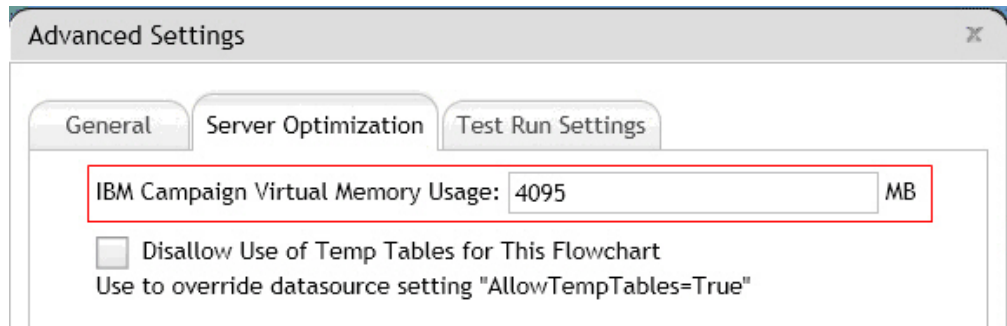 Advanced Settings
General Server Optimization Test Run Settings
IBM Campaign Virtual Memory Usage: 4095 MB
Disallow Use of Temp Tables for This Flowchart
Use to override datasource setting "AllowTempTables=True"